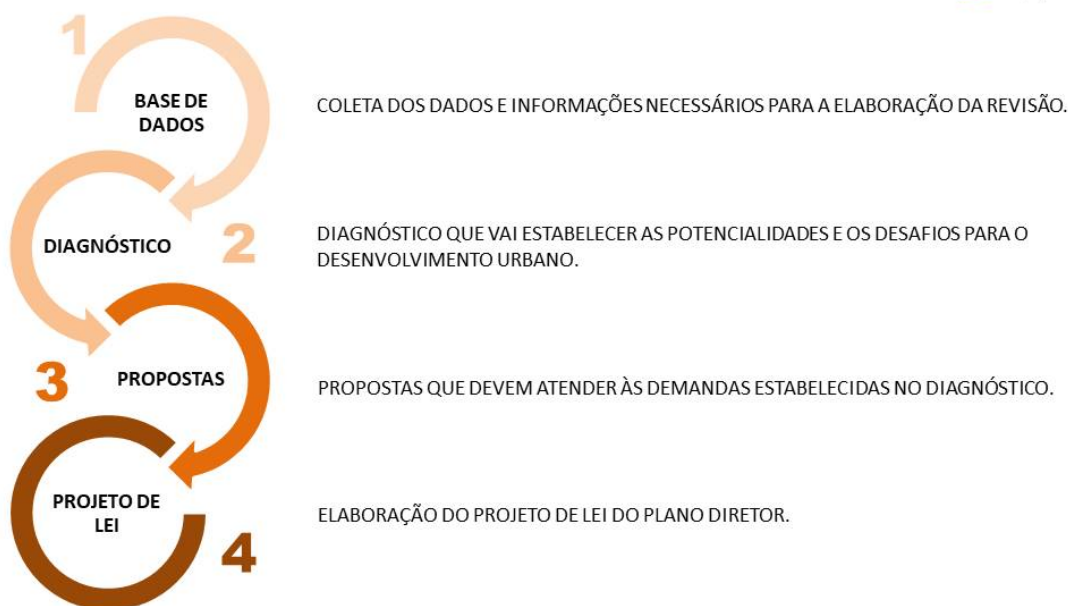 1
BASE DE
DADOS
COLETA DOS DADOS E INFORMAÇÕES NECESSÁRIOS PARA A ELABORAÇÃO DA REVISÃO.
DIAGNÓSTICO
2
DIAGNÓSTICO QUE VAI ESTABELECER AS POTENCIALIDADES E OS DESAFIOS PARA O
DESENVOLVIMENTO URBANO.
3
PROPOSTAS
PROPOSTAS QUE DEVEM ATENDER ÀS DEMANDAS ESTABELECIDAS NO DIAGNÓSTICO.
PROJETO DE
LEI
4
ELABORAÇÃO DO PROJETO DE LEI DO PLANO DIRETOR.